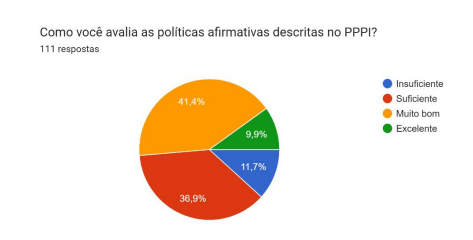 Como você avalia as políticas afirmativas descritas no PPPI?
111 respostas
Insuficiente
Suficiente
Muito bom
Excelente
41,4%
9,9%
11,7%
36,9%